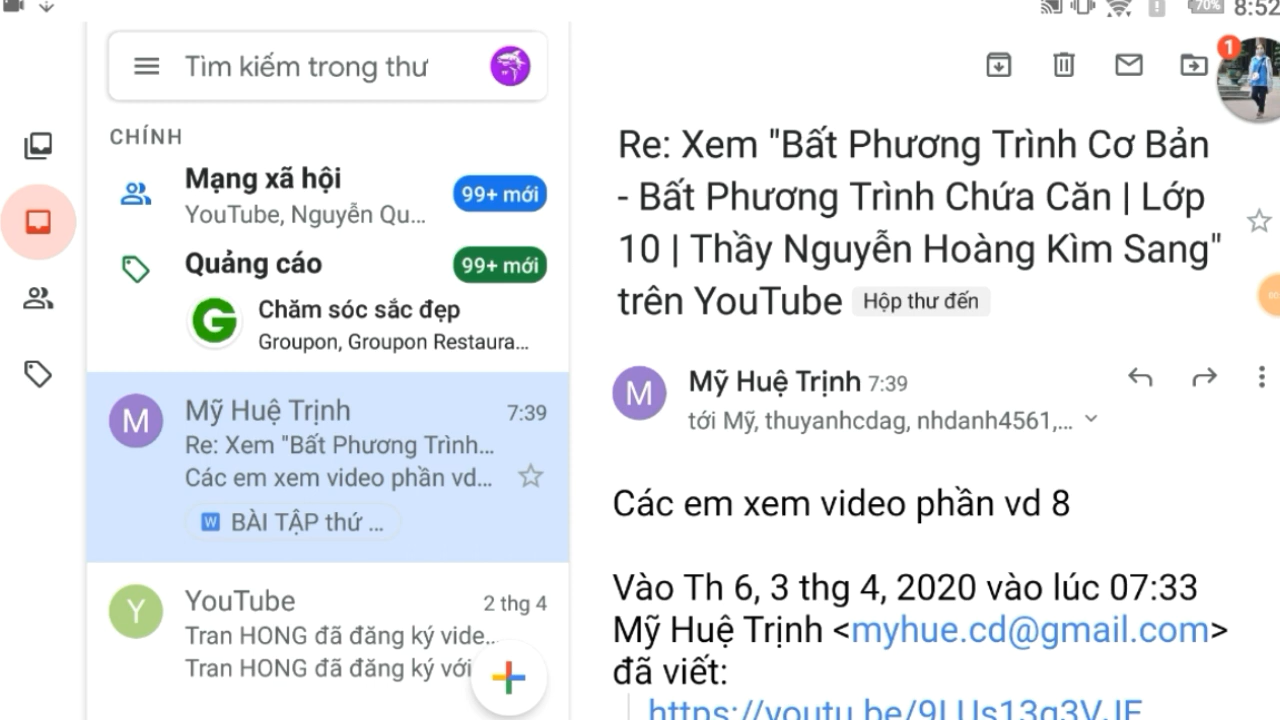 70% 8:52
Tìm kiếm trong thư
CHÍNH
Mạng xã hội
99+ mới
YouTube, Nguyễn Qu...
Quảng cáo
99+ mới
G
Chăm sóc sắc đẹp
Groupon, Groupon Restaura...
M
Mỹ Huệ Trịnh
7:39
Re: Xem "Bất Phương Trình...
Các em xem video phần vd...
W BÀI TẬP thứ ...
Y
YouTube
2 thg 4
Tran HONG đã đăng ký vide...
Tran HONG đã đăng ký với
1
Re: Xem "Bất Phương Trình Cơ Bản
- Bất Phương Trình Chứa Căn | Lớp
10 | Thầy Nguyễn Hoàng Kìm Sang"
trên YouTube Hộp thư đến
M
Mỹ Huệ Trịnh 7:39
tới Mỹ, thuyanhcdag, nhdanh4561,...
Các em xem video phần vd 8
Vào Th 6, 3 thg 4, 2020 vào lúc 07:33
Mỹ Huệ Trịnh <myhue.cd@gmail.com>
đã viết: